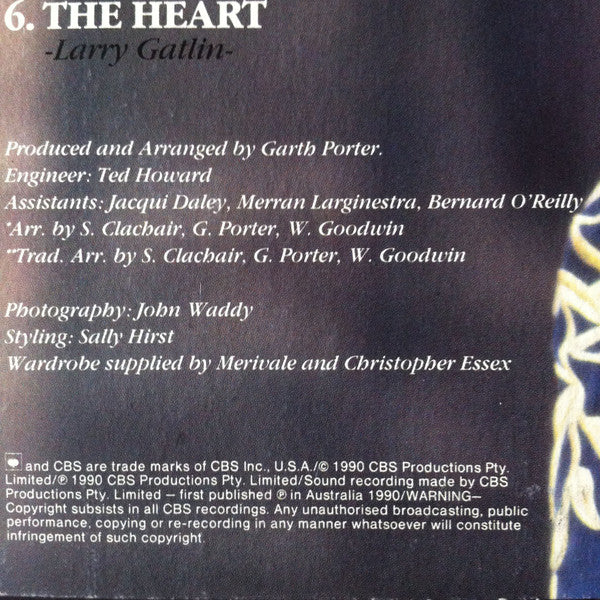 6. THE HEART
-Larry Gatlin-
Produced and Arranged by Garth Porter.
Engineer: Ted Howard
Assistants: Jacqui Daley, Merran Larginestra, Bernard O'Reilly
*Arr. by S. Clachair, G. Porter, W. Goodwin
**Trad. Arr. by S. Clachair, G. Porter, W. Goodwin
Photography: John Waddy
Styling: Sally Hirst
Wardrobe supplied by Merivale and Christopher Essex
and CBS are trade marks of CBS Inc., U.S.A./© 1990 CBS Productions Pty.
Limited/℗ 1990 CBS Productions Pty. Limited/Sound recording made by CBS
Productions Pty. Limited – first published ℗ in Australia 1990/WARNING–
Copyright subsists in all CBS recordings. Any unauthorised broadcasting, public
performance, copying or re-recording in any manner whatsoever will constitute
infringement of such copyright.